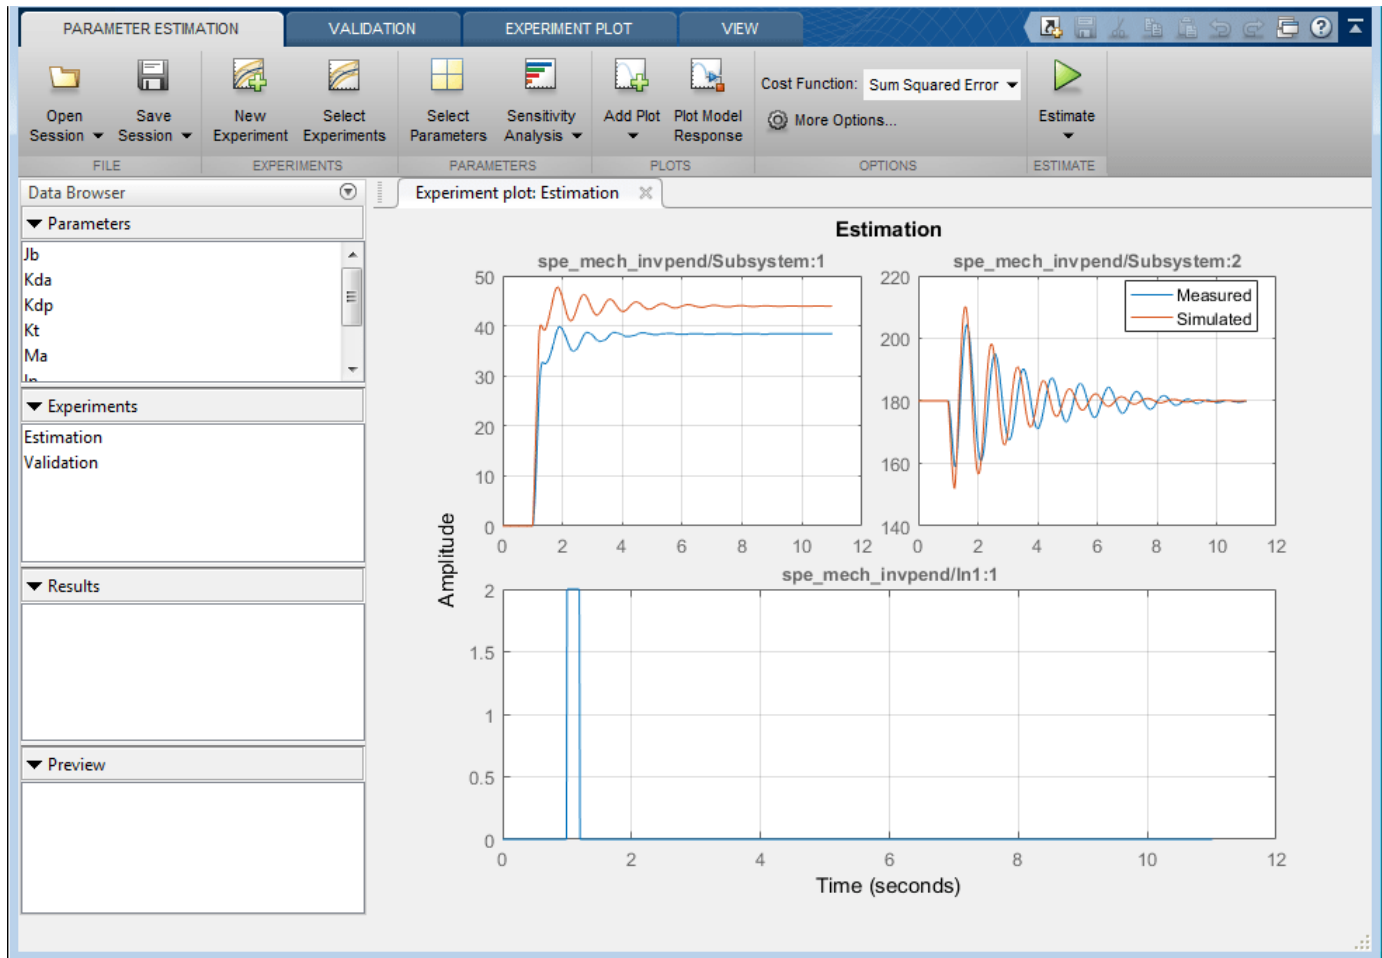 PARAMETER ESTIMATION
VALIDATION
EXPERIMENT PLOT
VIEW
Open Session
Save Session
New Experiment
Select Experiments
Select Parameters
Sensitivity Analysis
Add Plot
Plot Model Response
Cost Function: Sum Squared Error
More Options...
Estimate
FILE
EXPERIMENTS
PARAMETERS
PLOTS
OPTIONS
ESTIMATE
Data Browser
Parameters
Jb
Kda
Kdp
Kt
Ma
Experiments
Estimation
Validation
Results
Preview
Experiment plot: Estimation
Estimation
spe_mech_invpend/Subsystem:1
50
40
30
20
10
0
0 2 4 6 8 10 12
spe_mech_invpend/Subsystem:2
Measured
Simulated
220
200
180
160
140
0 2 4 6 8 10 12
Amplitude
spe_mech_invpend/In1:1
2
1.5
1
0.5
0
0 2 4 6 8 10 12
Time (seconds)